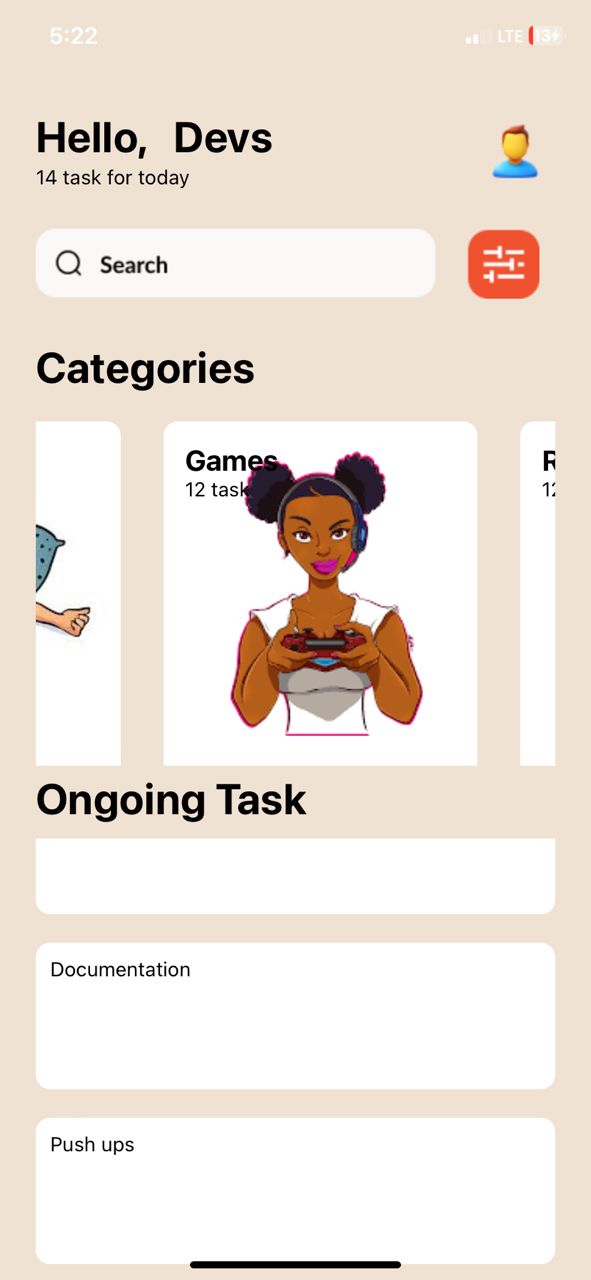 5:22
LTE 13
Hello, Devs
14 task for today
Search
Categories
Games
12 task
R
12
Ongoing Task
Documentation
Push ups